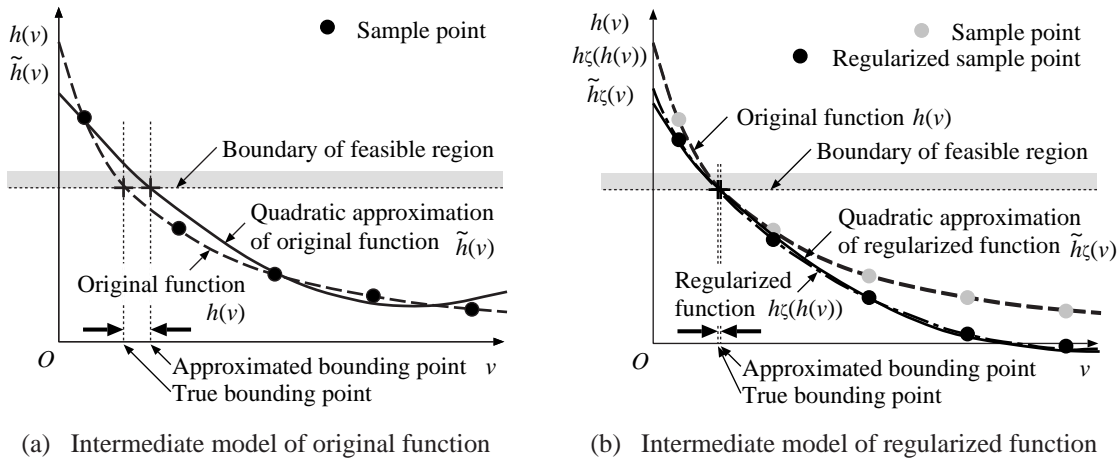 h(v)
h̃(v)
Sample point
Boundary of feasible region
Quadratic approximation
of original function h̃(v)
Original function
h(v)
O
Approximated bounding point
v
True bounding point
(a) Intermediate model of original function
h(v)
hζ(h(v))
h̃ζ(v)
Sample point
Regularized sample point
Original function h(v)
Boundary of feasible region
Quadratic approximation
of regularized function h̃ζ(v)
Regularized
function hζ(h(v))
O
Approximated bounding point
v
True bounding point
(b) Intermediate model of regularized function